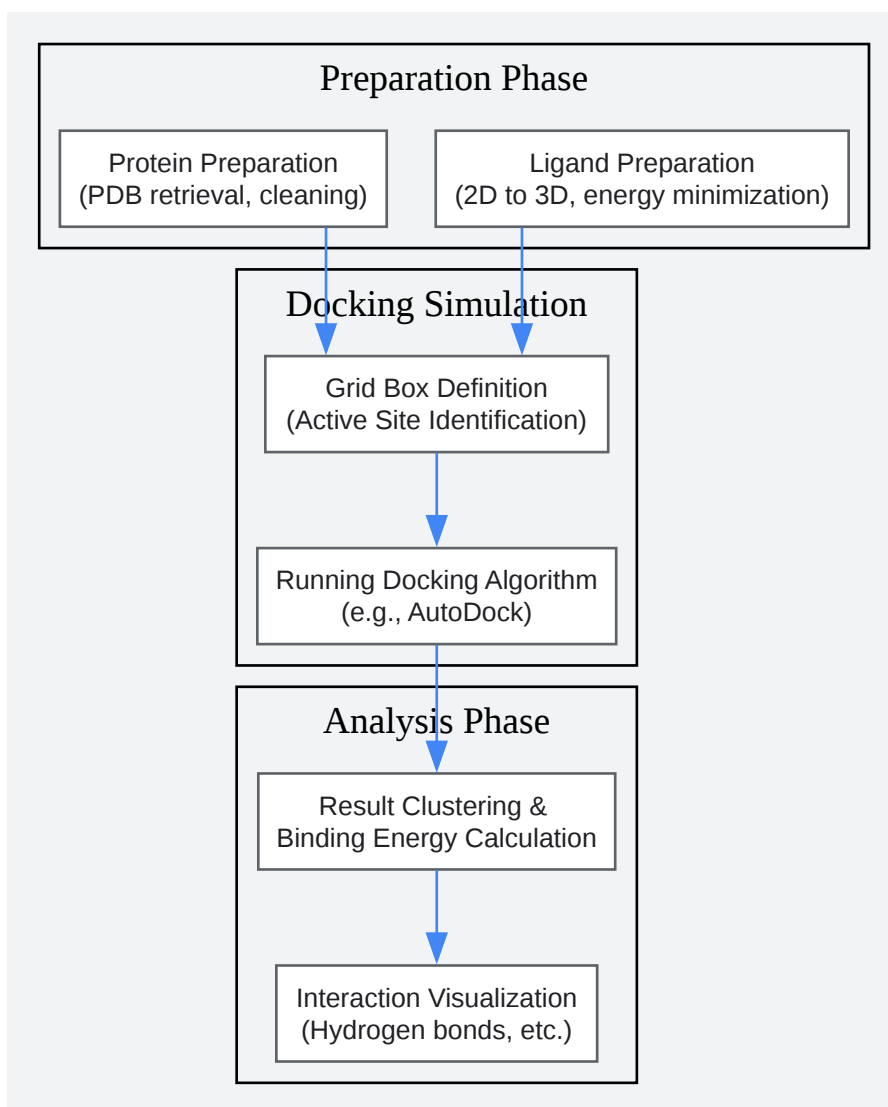 Preparation Phase
Protein Preparation
(PDB retrieval, cleaning)
Ligand Preparation
(2D to 3D, energy minimization)
Docking Simulation
Grid Box Definition
(Active Site Identification)
Running Docking Algorithm
(e.g., AutoDock)
Analysis Phase
Result Clustering &
Binding Energy Calculation
Interaction Visualization
(Hydrogen bonds, etc.)